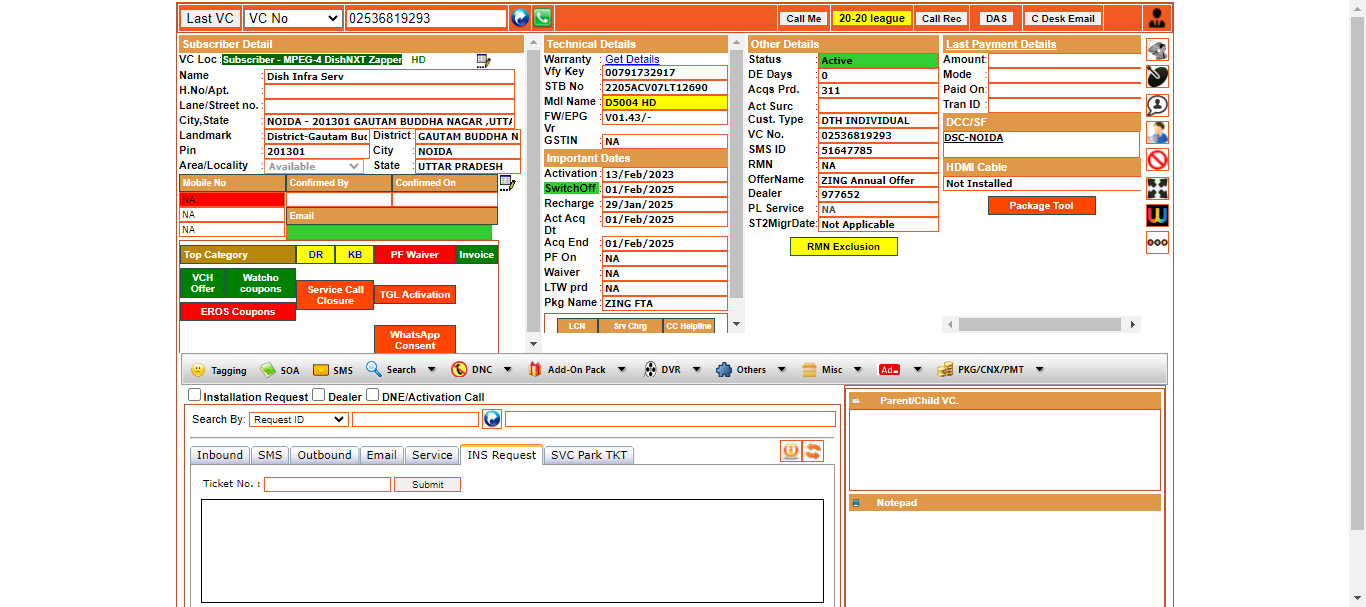 Last VC VC No 02536819293 Call Me 20-20 league Call Rec DAS C Desk Email
Subscriber Detail
VC Loc : Subscriber - MPEG-4 DishNXT Zapper HD
Name : Dish Infra Serv
H.No/Apt. :
Lane/Street no. :
City,State : NOIDA - 201301 GAUTAM BUDDHA NAGAR ,UTTA
Landmark : District-Gautam Bud District : GAUTAM BUDDHA N
Pin : 201301 City : NOIDA
Area/Locality : Available State : UTTAR PRADESH
Mobile No Confirmed By Confirmed On
NA
NA Email
NA
Top Category DR KB PF Waiver Invoice
VCH Offer Watcho coupons Service Call Closure TGL Activation
EROS Coupons
WhatsApp Consent
Technical Details
Warranty : Get Details
Vfy Key : 00791732917
STB No : 2205ACV07LT12690
Mdl Name : D5004 HD
FW/EPG Vr : V01.43/-
GSTIN : NA
Important Dates
Activation : 13/Feb/2023
SwitchOff : 01/Feb/2025
Recharge : 29/Jan/2025
Act Acq Dt : 01/Feb/2025
Acq End : 01/Feb/2025
PF On : NA
Waiver : NA
LTW prd : NA
Pkg Name : ZING FTA
LCN Srv Chrg CC Helpline
Other Details
Status : Active
DE Days : 0
Acqs Prd. : 311
Act Surc :
Cust. Type : DTH INDIVIDUAL
VC No. : 02536819293
SMS ID : 51647785
RMN : NA
OfferName : ZING Annual Offer
Dealer : 977652
PL Service : NA
ST2MigrDate: Not Applicable
RMN Exclusion
Last Payment Details
Amount:
Mode :
Paid On:
Tran ID :
DCC/SF
DSC-NOIDA
HDMI Cable
Not Installed
Package Tool
Tagging SOA SMS Search DNC Add-On Pack DVR Others Misc Ad PKG/CNX/PMT
Installation Request Dealer DNE/Activation Call
Search By: Request ID
Inbound SMS Outbound Email Service INS Request SVC Park TKT
Ticket No. : Submit
Parent/Child VC.
Notepad